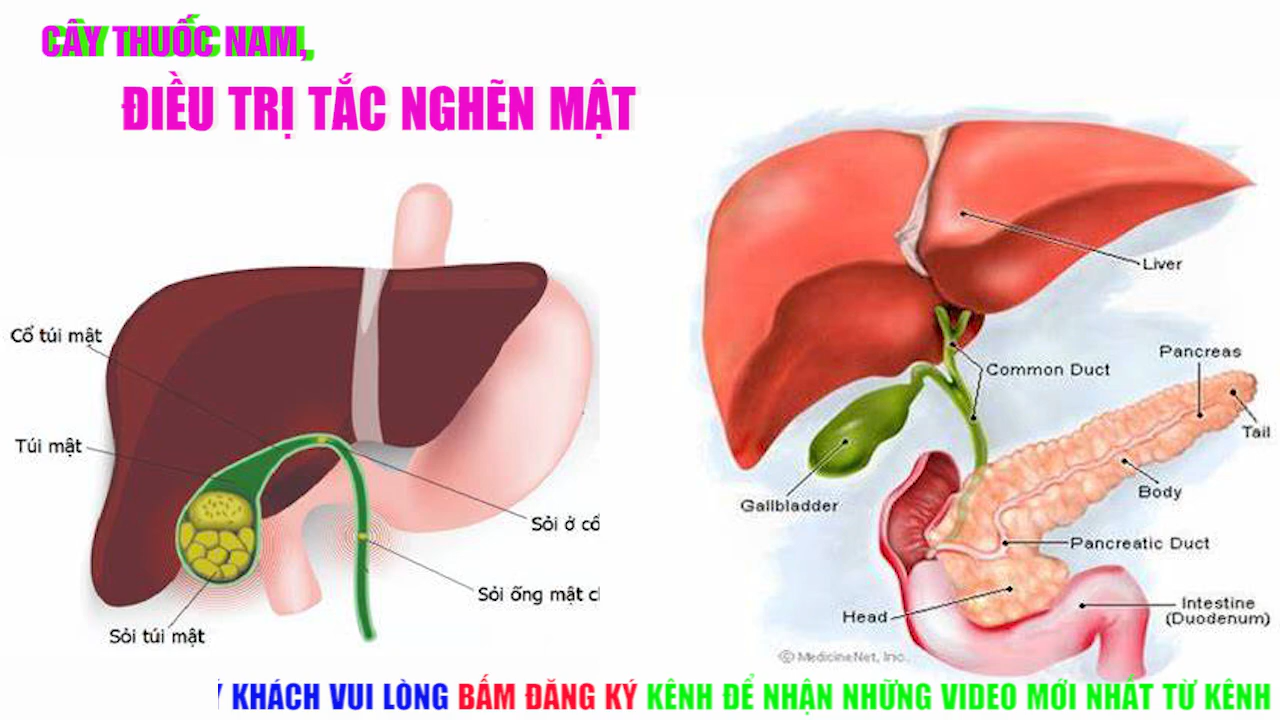 CÂY THUỐC NAM,
ĐIỀU TRỊ TẮC NGHẼN MẬT
Cổ túi mật
Túi mật
Sỏi ở cổ
Sỏi ống mật
Sỏi túi mật
Liver
Pancreas
Common Duct
Tail
Gallbladder
Body
Pancreatic Duct
Head
Intestine
(Duodenum)
© MedicineNet, Inc.
KHÁCH VUI LÒNG BẤM ĐĂNG KÝ KÊNH ĐỂ NHẬN NHỮNG VIDEO MỚI NHẤT TỪ KÊNH